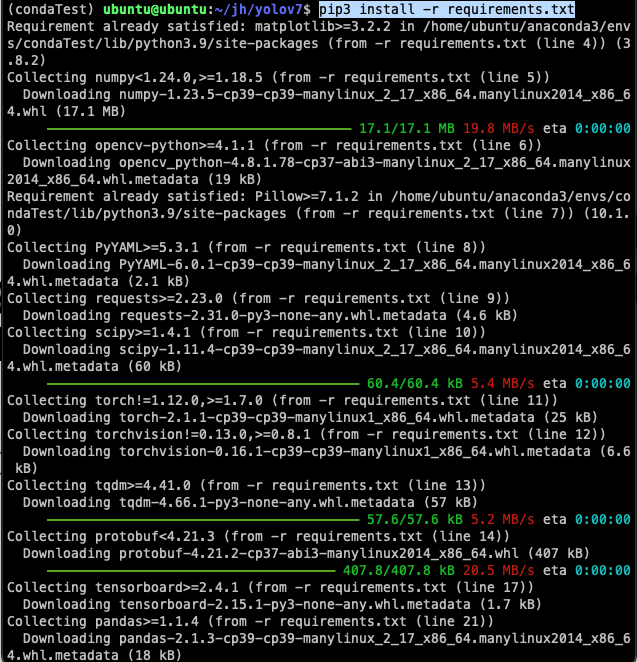 (condaTest) ubuntu@ubuntu:~/jh/yolov7$ pip3 install -r requirements.txt
Requirement already satisfied: matplotlib>=3.2.2 in /home/ubuntu/anaconda3/env
s/condaTest/lib/python3.9/site-packages (from -r requirements.txt (line 4)) (3
.8.2)
Collecting numpy<1.24.0,>=1.18.5 (from -r requirements.txt (line 5))
  Downloading numpy-1.23.5-cp39-cp39-manylinux_2_17_x86_64.manylinux2014_x86_6
4.whl (17.1 MB)
17.1/17.1 MB 19.8 MB/s eta 0:00:00
Collecting opencv-python>=4.1.1 (from -r requirements.txt (line 6))
  Downloading opencv_python-4.8.1.78-cp37-abi3-manylinux_2_17_x86_64.manylinux
2014_x86_64.whl.metadata (19 kB)
Requirement already satisfied: Pillow>=7.1.2 in /home/ubuntu/anaconda3/envs/co
ndaTest/lib/python3.9/site-packages (from -r requirements.txt (line 7)) (10.1.
0)
Collecting PyYAML>=5.3.1 (from -r requirements.txt (line 8))
  Downloading PyYAML-6.0.1-cp39-cp39-manylinux_2_17_x86_64.manylinux2014_x86_6
4.whl.metadata (2.1 kB)
Collecting requests>=2.23.0 (from -r requirements.txt (line 9))
  Downloading requests-2.31.0-py3-none-any.whl.metadata (4.6 kB)
Collecting scipy>=1.4.1 (from -r requirements.txt (line 10))
  Downloading scipy-1.11.4-cp39-cp39-manylinux_2_17_x86_64.manylinux2014_x86_6
4.whl.metadata (60 kB)
60.4/60.4 kB 5.4 MB/s eta 0:00:00
Collecting torch!=1.12.0,>=1.7.0 (from -r requirements.txt (line 11))
  Downloading torch-2.1.1-cp39-cp39-manylinux1_x86_64.whl.metadata (25 kB)
Collecting torchvision!=0.13.0,>=0.8.1 (from -r requirements.txt (line 12))
  Downloading torchvision-0.16.1-cp39-cp39-manylinux1_x86_64.whl.metadata (6.6
 kB)
Collecting tqdm>=4.41.0 (from -r requirements.txt (line 13))
  Downloading tqdm-4.66.1-py3-none-any.whl.metadata (57 kB)
57.6/57.6 kB 5.2 MB/s eta 0:00:00
Collecting protobuf<4.21.3 (from -r requirements.txt (line 14))
  Downloading protobuf-4.21.2-cp37-abi3-manylinux2014_x86_64.whl (407 kB)
407.8/407.8 kB 20.5 MB/s eta 0:00:00
Collecting tensorboard>=2.4.1 (from -r requirements.txt (line 17))
  Downloading tensorboard-2.15.1-py3-none-any.whl.metadata (1.7 kB)
Collecting pandas>=1.1.4 (from -r requirements.txt (line 21))
  Downloading pandas-2.1.3-cp39-cp39-manylinux_2_17_x86_64.manylinux2014_x86_6
4.whl.metadata (18 kB)